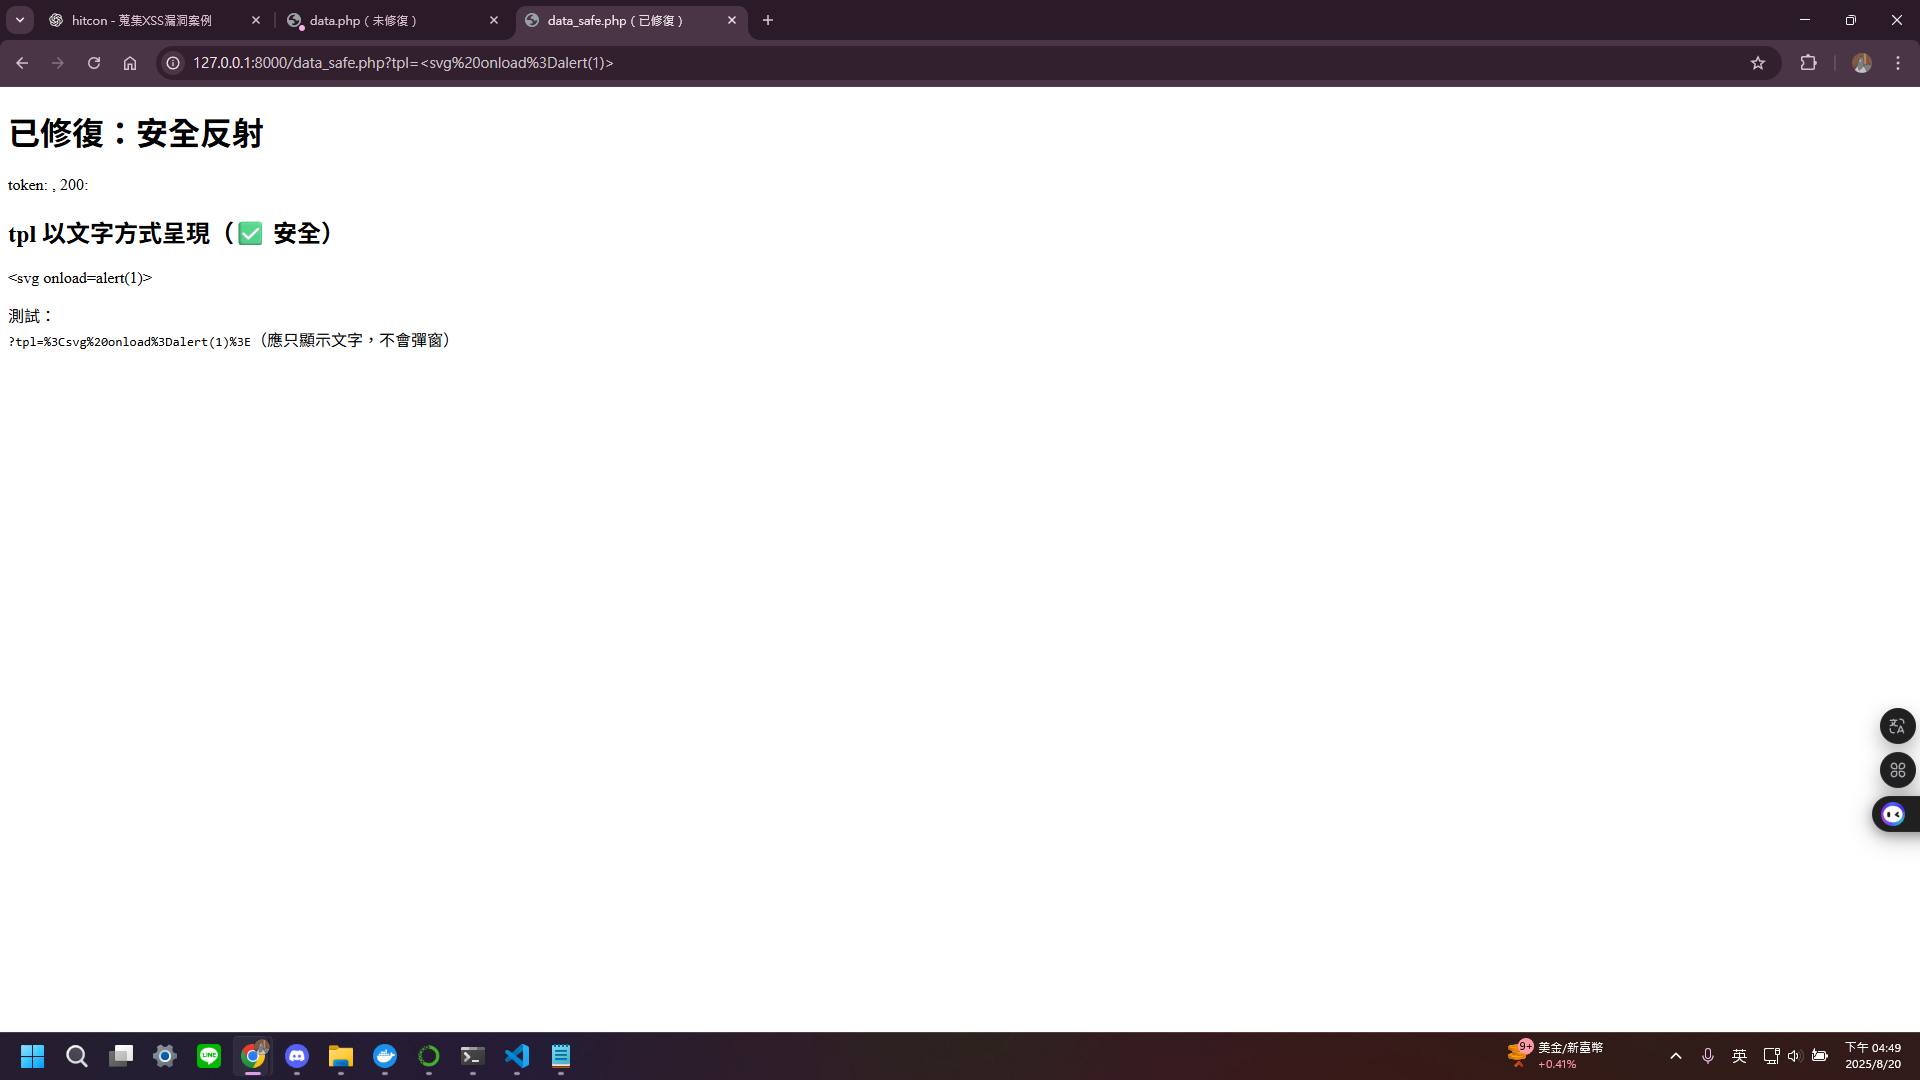 hitcon - 蒐集XSS漏洞案例
data.php（未修復）
data_safe.php（已修復）
127.0.0.1:8000/data_safe.php?tpl=<svg%20onload%3Dalert(1)>
已修復：安全反射
token: , 200:
tpl 以文字方式呈現（✅ 安全）
<svg onload=alert(1)>
測試：
?tpl=%3Csvg%20onload%3Dalert(1)%3E（應只顯示文字，不會彈窗）
LINE
9+
美金/新臺幣
+0.41%
英
下午 04:49
2025/8/20